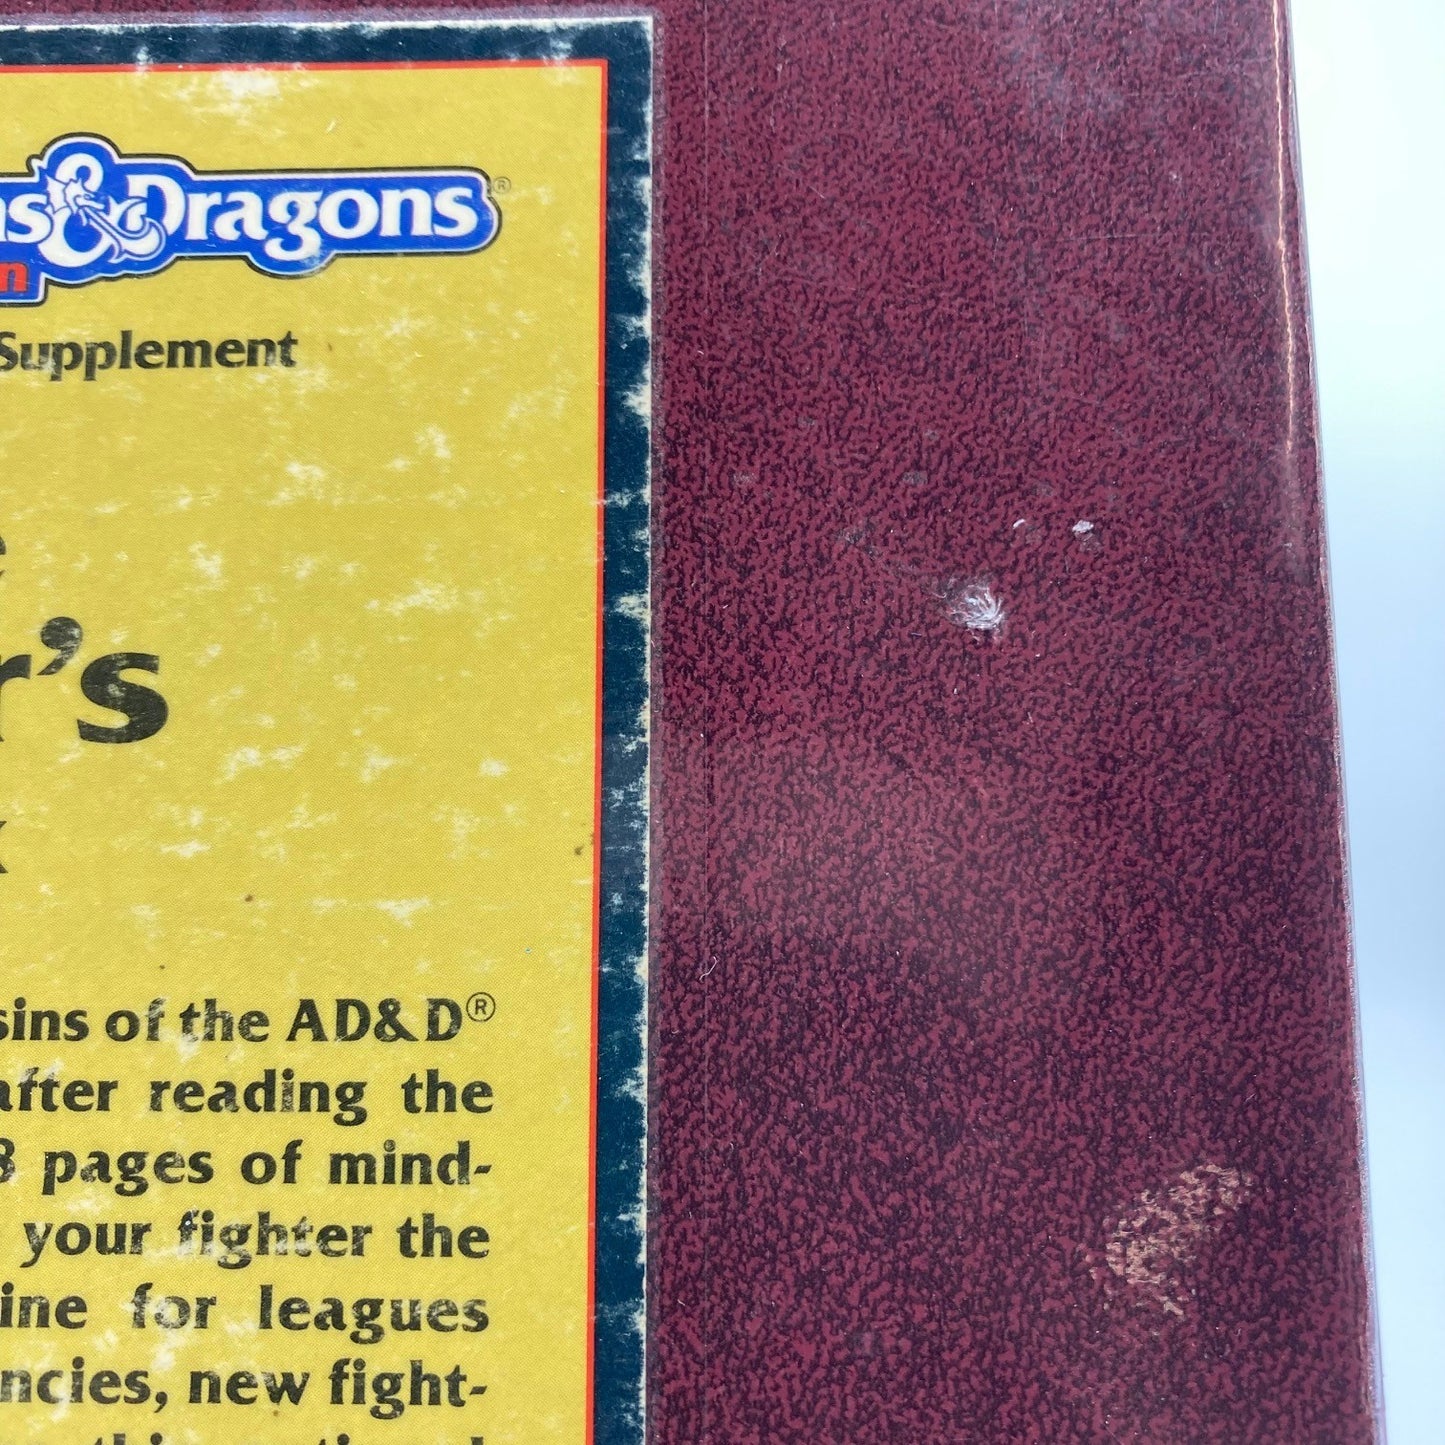 ns&Dragons®
n
Supplement
e
r's
k
sins of the AD&D®
after reading the
8 pages of mind-
your fighter the
ine for leagues
ncies, new fight-